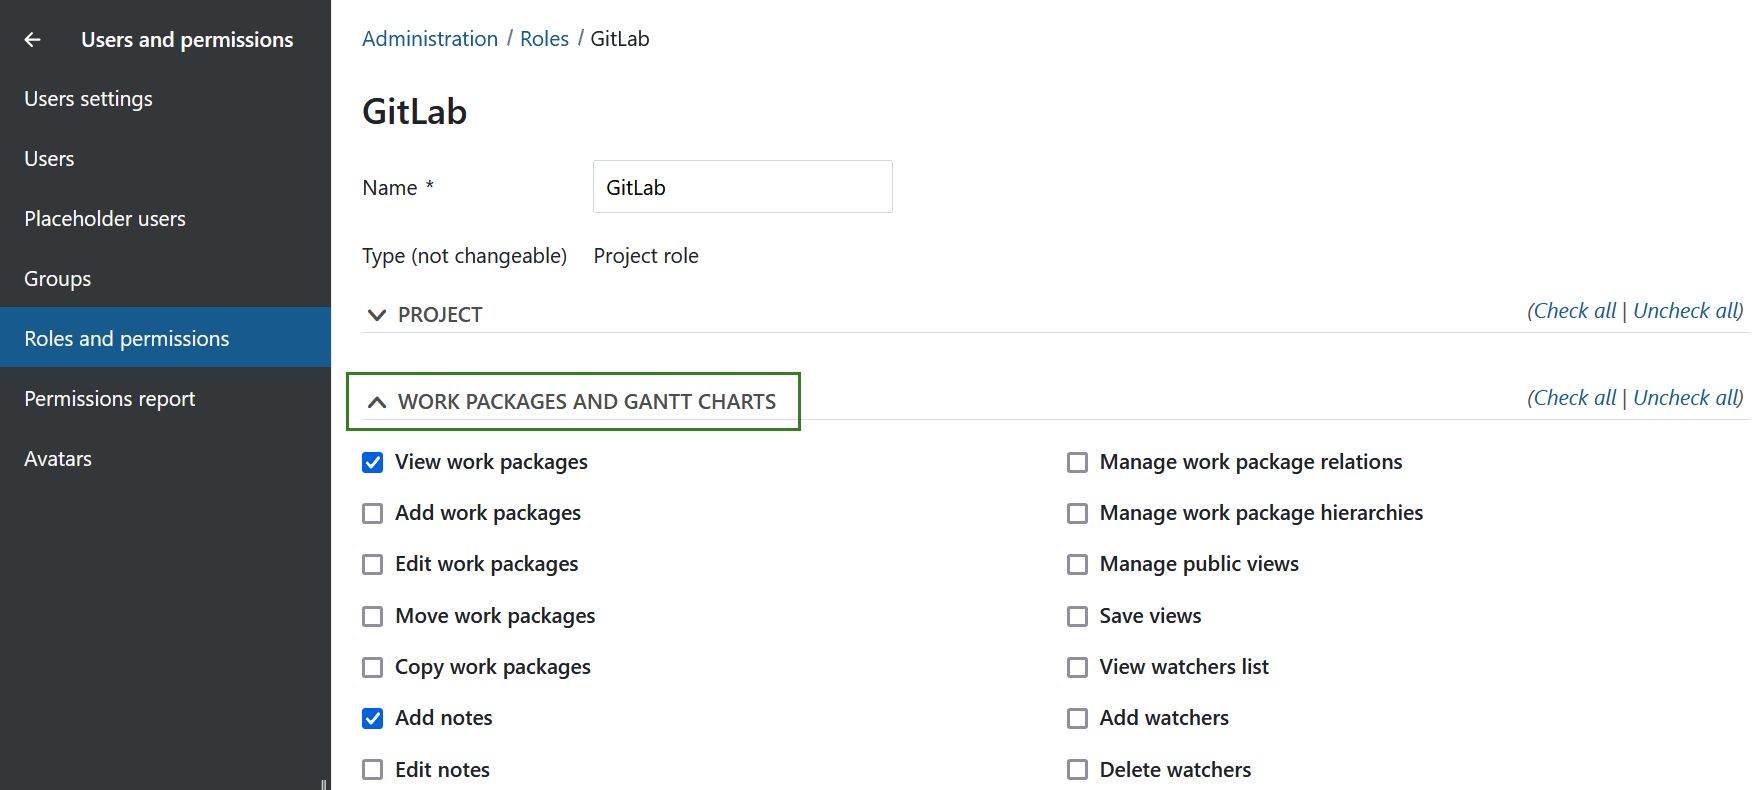 Users and permissions
Users settings
Users
Placeholder users
Groups
Roles and permissions
Permissions report
Avatars
Administration / Roles / GitLab
GitLab
Name *
GitLab
Type (not changeable) Project role
PROJECT (Check all | Uncheck all)
WORK PACKAGES AND GANTT CHARTS (Check all | Uncheck all)
View work packages
Add work packages
Edit work packages
Move work packages
Copy work packages
Add notes
Edit notes
Manage work package relations
Manage work package hierarchies
Manage public views
Save views
View watchers list
Add watchers
Delete watchers